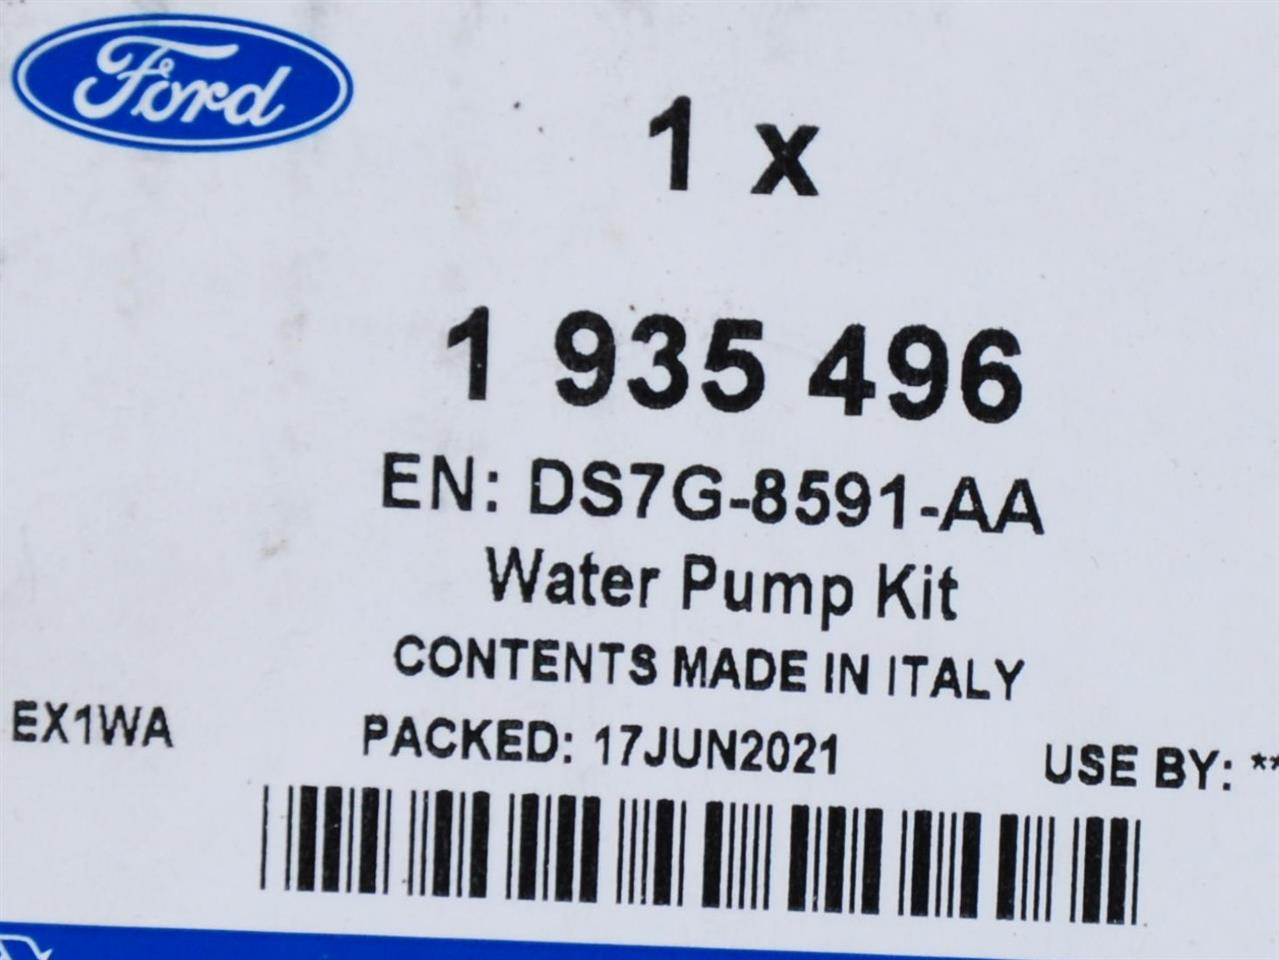 Ford
1 x
1 935 496
EN: DS7G-8591-AA
Water Pump Kit
CONTENTS MADE IN ITALY
EX1WA PACKED: 17JUN2021 USE BY: **